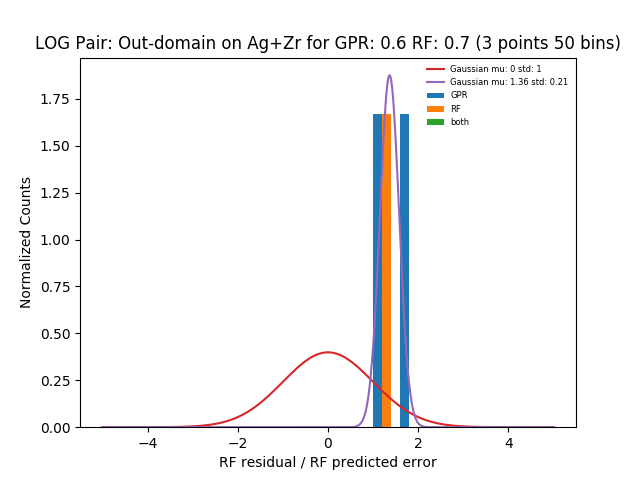 LOG Pair: Out-domain on Ag+Zr for GPR: 0.6 RF: 0.7 (3 points 50 bins)
Gaussian mu: 0 std: 1
Gaussian mu: 1.36 std: 0.21
GPR
RF
both
Normalized Counts
1.75
1.50
1.25
1.00
0.75
0.50
0.25
0.00
−4
−2
0
2
4
RF residual / RF predicted error